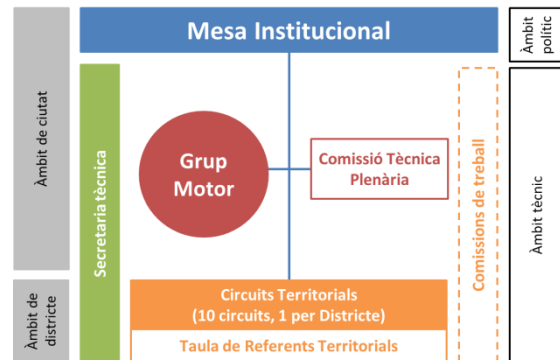 Mesa Institucional
Àmbit
polític
Àmbit de ciutat
Secretaria tècnica
Grup
Motor
Comissió Tècnica
Plenària
Comissions de treball
Àmbit tècnic
Àmbit de
districte
Circuits Territorials
(10 circuits, 1 per Districte)
Taula de Referents Territorials